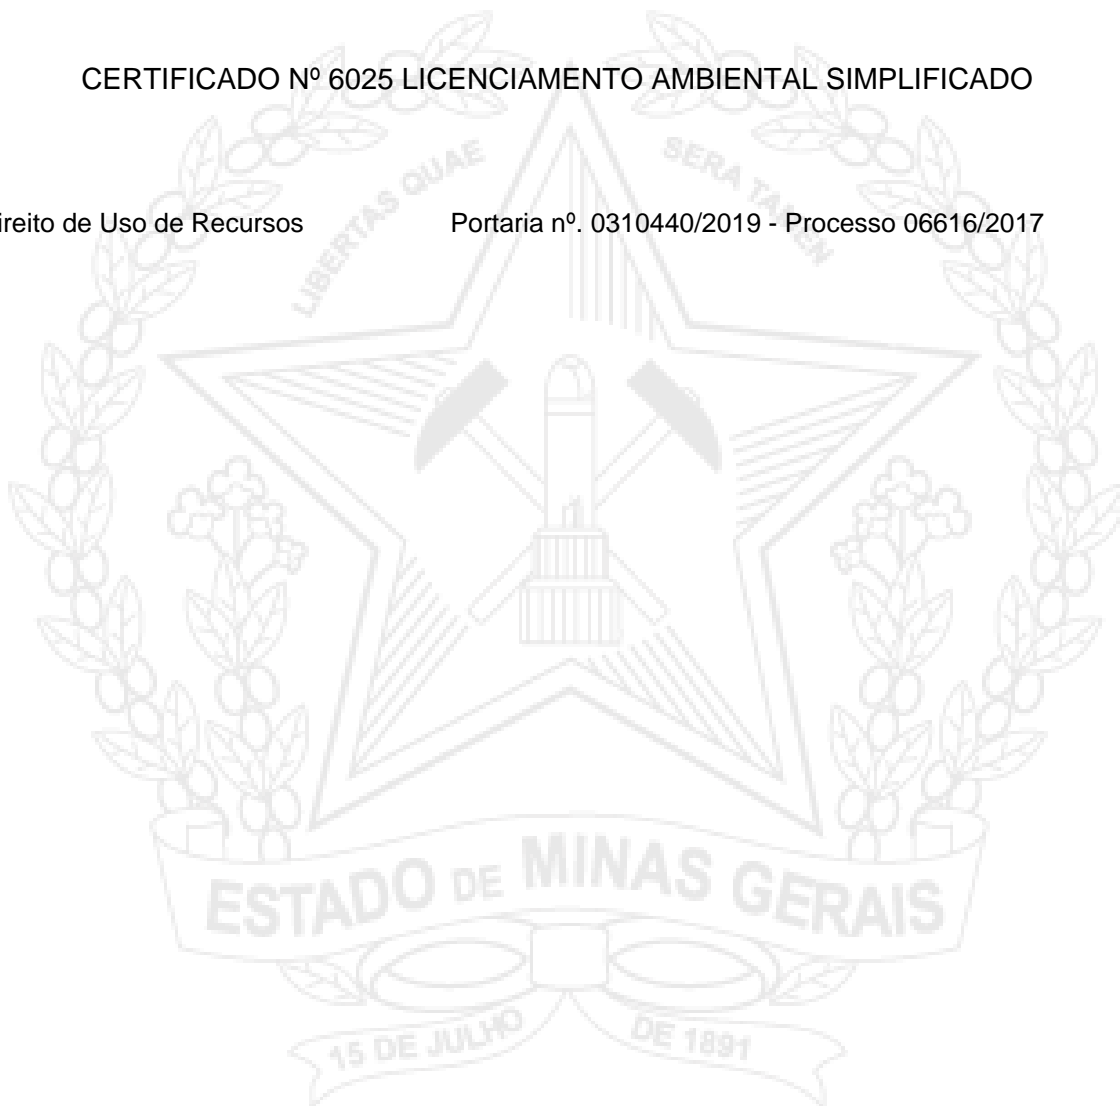 CERTIFICADO Nº 6025 LICENCIAMENTO AMBIENTAL SIMPLIFICADO
LIBERTAS QUAE SERA TAMEN
ireito de Uso de Recursos Portaria nº. 0310440/2019 - Processo 06616/2017
ESTADO DE MINAS GERAIS
15 DE JULHO DE 1891